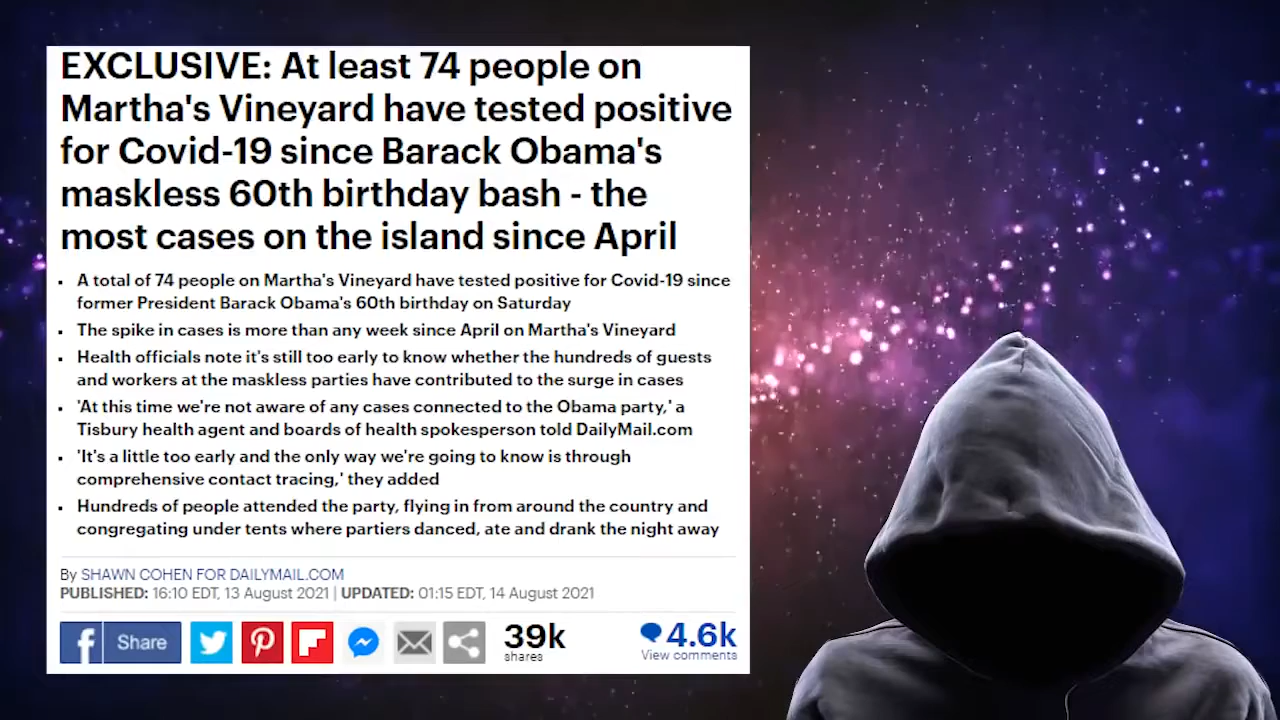 EXCLUSIVE: At least 74 people on
Martha's Vineyard have tested positive
for Covid-19 since Barack Obama's
maskless 60th birthday bash - the
most cases on the island since April
• A total of 74 people on Martha's Vineyard have tested positive for Covid-19 since
former President Barack Obama's 60th birthday on Saturday
• The spike in cases is more than any week since April on Martha's Vineyard
• Health officials note it's still too early to know whether the hundreds of guests
and workers at the maskless parties have contributed to the surge in cases
• 'At this time we're not aware of any cases connected to the Obama party,' a
Tisbury health agent and boards of health spokesperson told DailyMail.com
• 'It's a little too early and the only way we're going to know is through
comprehensive contact tracing,' they added
• Hundreds of people attended the party, flying in from around the country and
congregating under tents where partiers danced, ate and drank the night away
By SHAWN COHEN FOR DAILYMAIL.COM
PUBLISHED: 16:10 EDT, 13 August 2021 | UPDATED: 01:15 EDT, 14 August 2021
f Share
39k
shares
4.6k
View comments